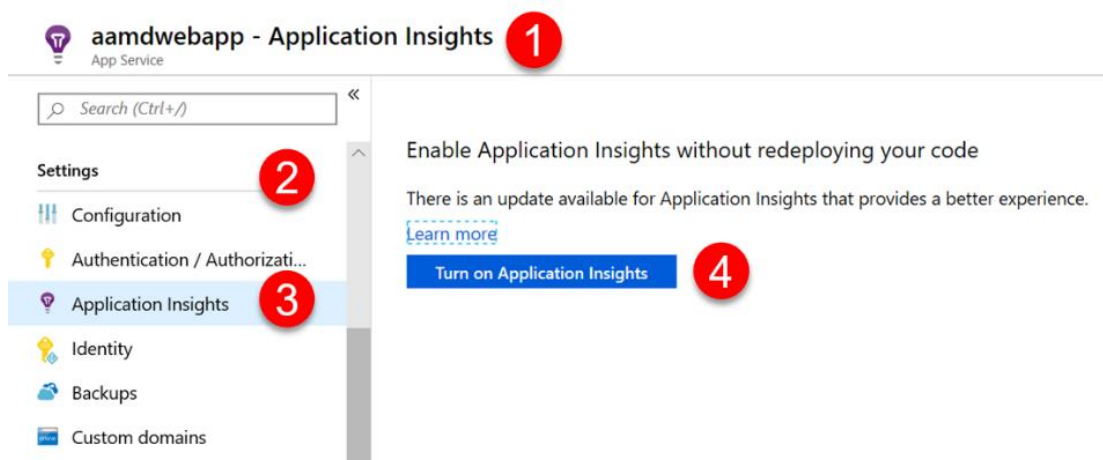 aamdwebapp - Application Insights 1
App Service
Search (Ctrl+/) «
Settings 2
Configuration
Authentication / Authorizati...
Application Insights 3
Identity
Backups
Custom domains
Enable Application Insights without redeploying your code
There is an update available for Application Insights that provides a better experience.
Learn more
Turn on Application Insights 4